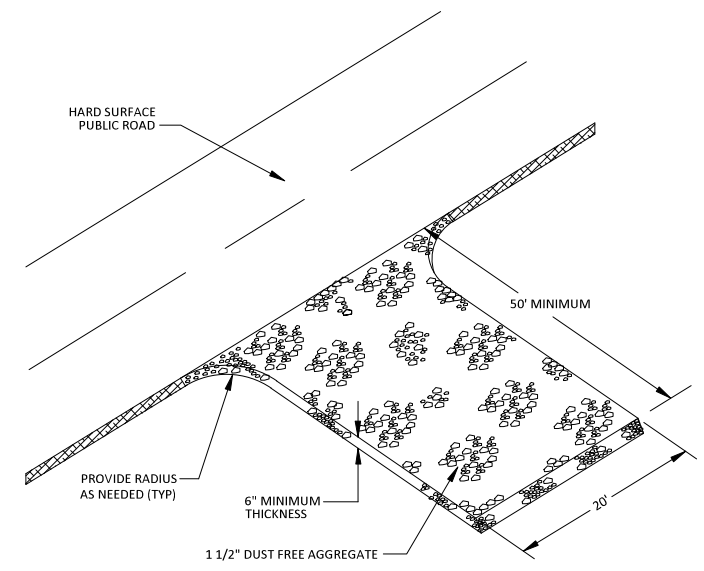 HARD SURFACE
PUBLIC ROAD
50' MINIMUM
PROVIDE RADIUS
AS NEEDED (TYP)
6" MINIMUM
THICKNESS
20'
1 1/2" DUST FREE AGGREGATE